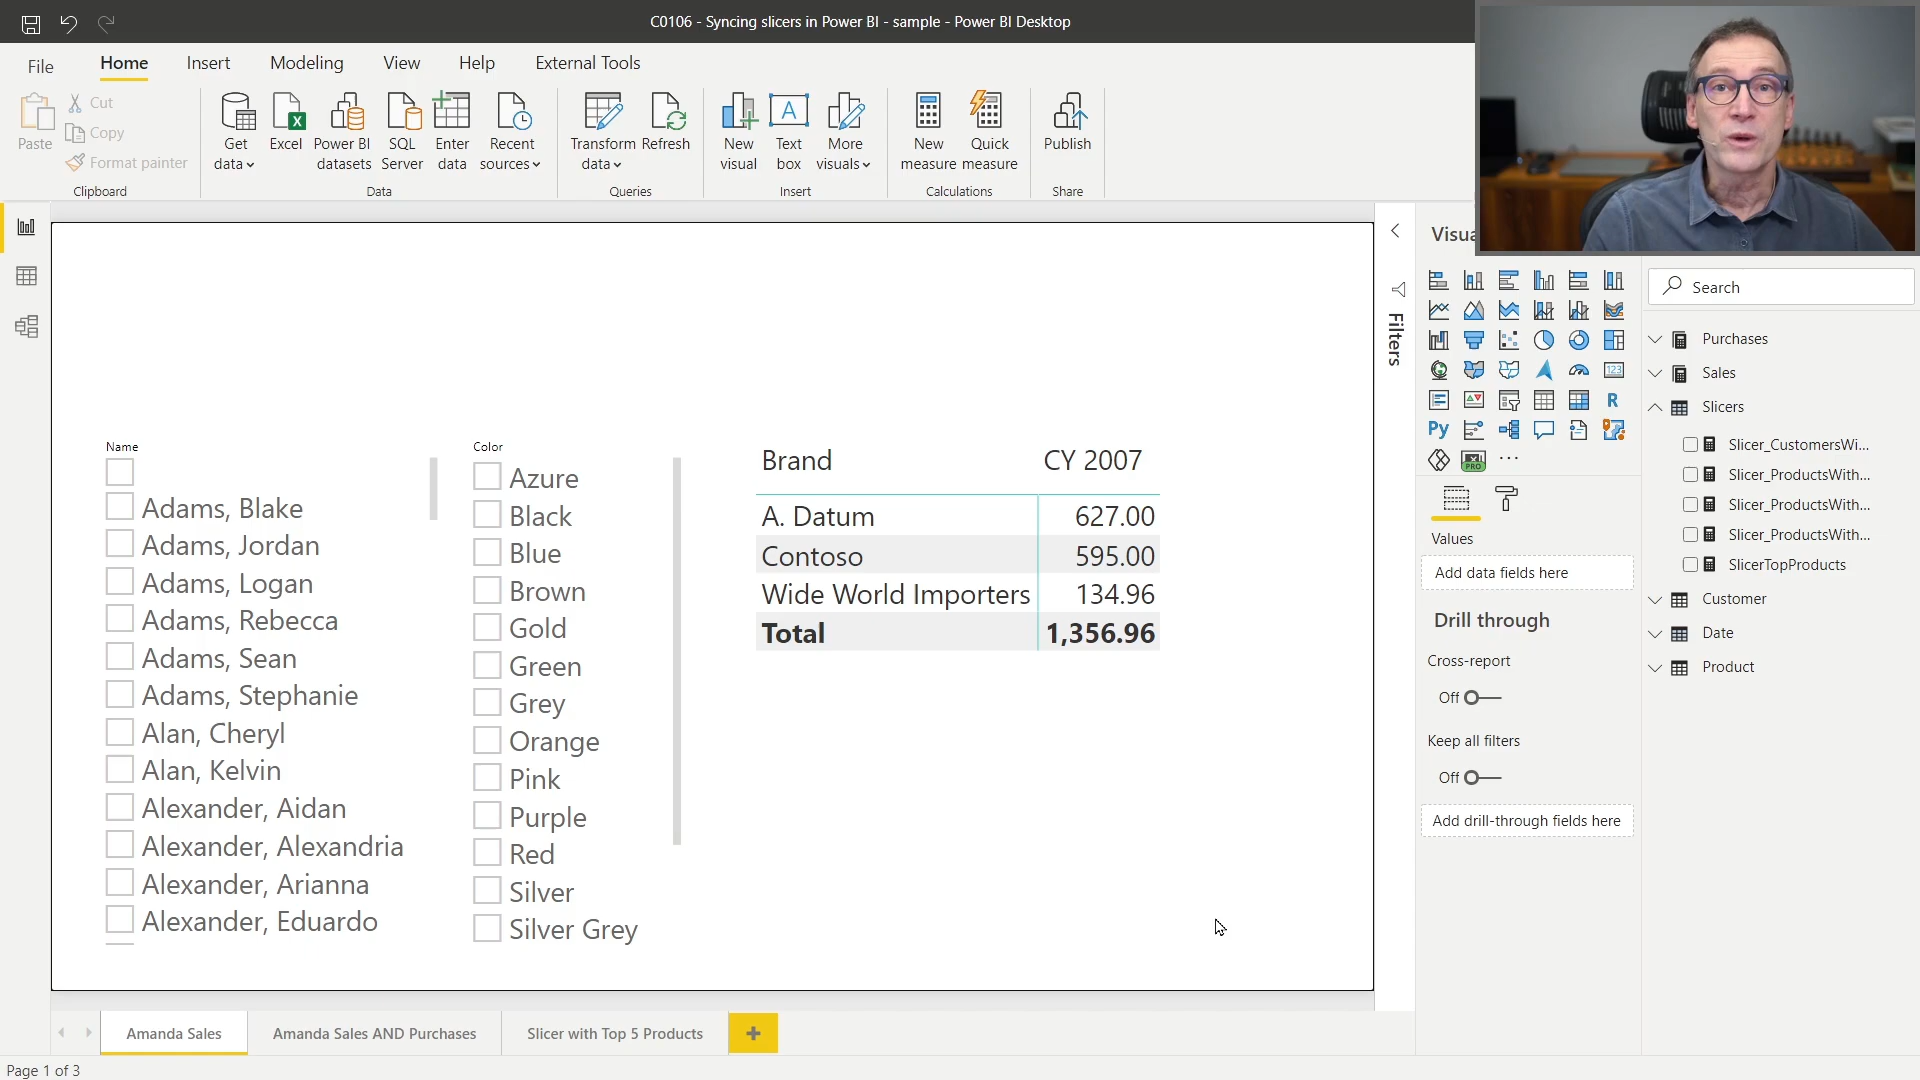 C0106 - Syncing slicers in Power BI - sample - Power BI Desktop
File
Home
Insert
Modeling
View
Help
External Tools
Paste
Cut
Copy
Format painter
Clipboard
Get data
Excel
Power BI datasets
SQL Server
Enter data
Recent sources
Data
Transform data
Refresh
Queries
New visual
Text box
More visuals
Insert
New measure
Quick measure
Calculations
Publish
Share
Name
Adams, Blake
Adams, Jordan
Adams, Logan
Adams, Rebecca
Adams, Sean
Adams, Stephanie
Alan, Cheryl
Alan, Kelvin
Alexander, Aidan
Alexander, Alexandria
Alexander, Arianna
Alexander, Eduardo
Color
Azure
Black
Blue
Brown
Gold
Green
Grey
Orange
Pink
Purple
Red
Silver
Silver Grey
Brand CY 2007
A. Datum 627.00
Contoso 595.00
Wide World Importers 134.96
Total 1,356.96
Filters
Visua
123
R
Py
PRO
Values
Add data fields here
Drill through
Cross-report
Off
Keep all filters
Off
Add drill-through fields here
Search
Purchases
Sales
Slicers
Slicer_CustomersWi...
Slicer_ProductsWith...
Slicer_ProductsWith...
Slicer_ProductsWith...
SlicerTopProducts
Customer
Date
Product
Amanda Sales
Amanda Sales AND Purchases
Slicer with Top 5 Products
Page 1 of 3